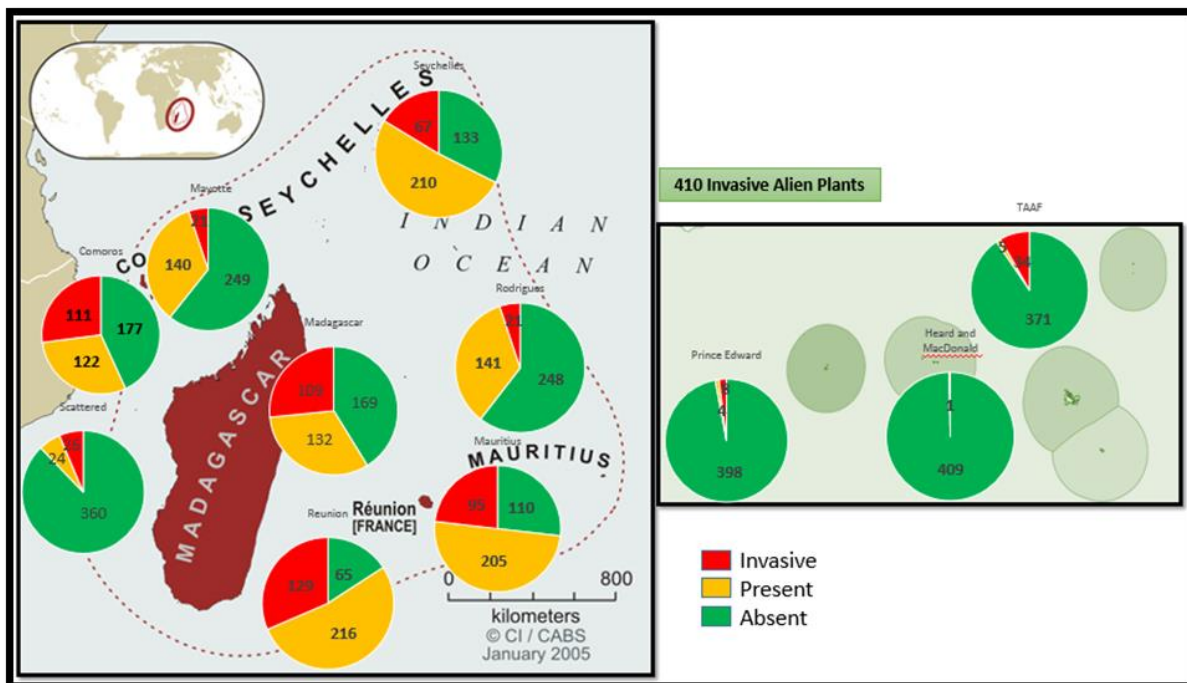 Seychelles
67
133
210
SEYCHELLES
Mayotte
21
140
249
INDIAN
OCEAN
Comoros
CO
111
177
122
Rodrigues
21
141
248
Madagascar
109
169
132
MADAGASCAR
Scattered
26
24
360
Mauritius
MAURITIUS
95
110
205
Reunion
Réunion
[FRANCE]
129
65
216
0 800
kilometers
© CI / CABS
January 2005
410 Invasive Alien Plants
TAAF
5
34
371
Heard and
MacDonald
1
409
Prince Edward
8
4
398
Invasive
Present
Absent